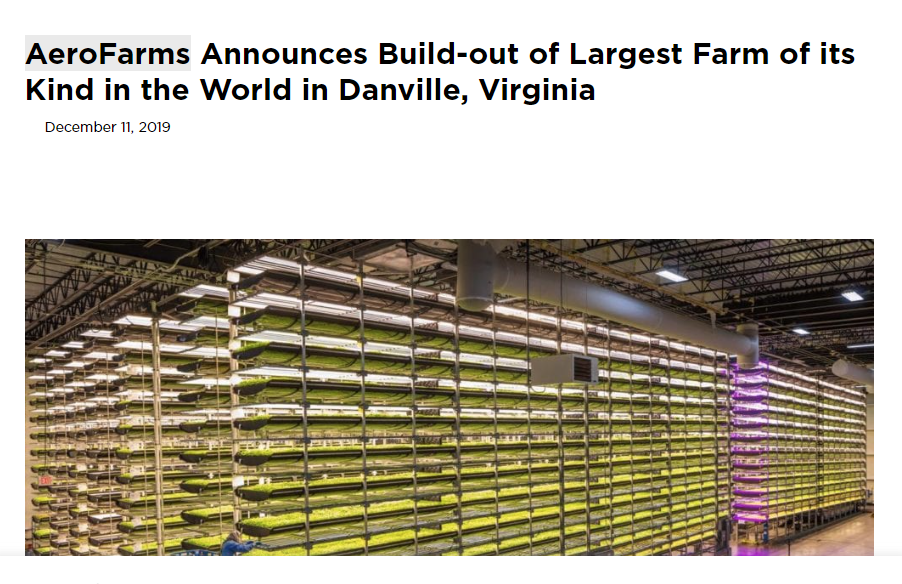 AeroFarms Announces Build-out of Largest Farm of its
Kind in the World in Danville, Virginia
December 11, 2019